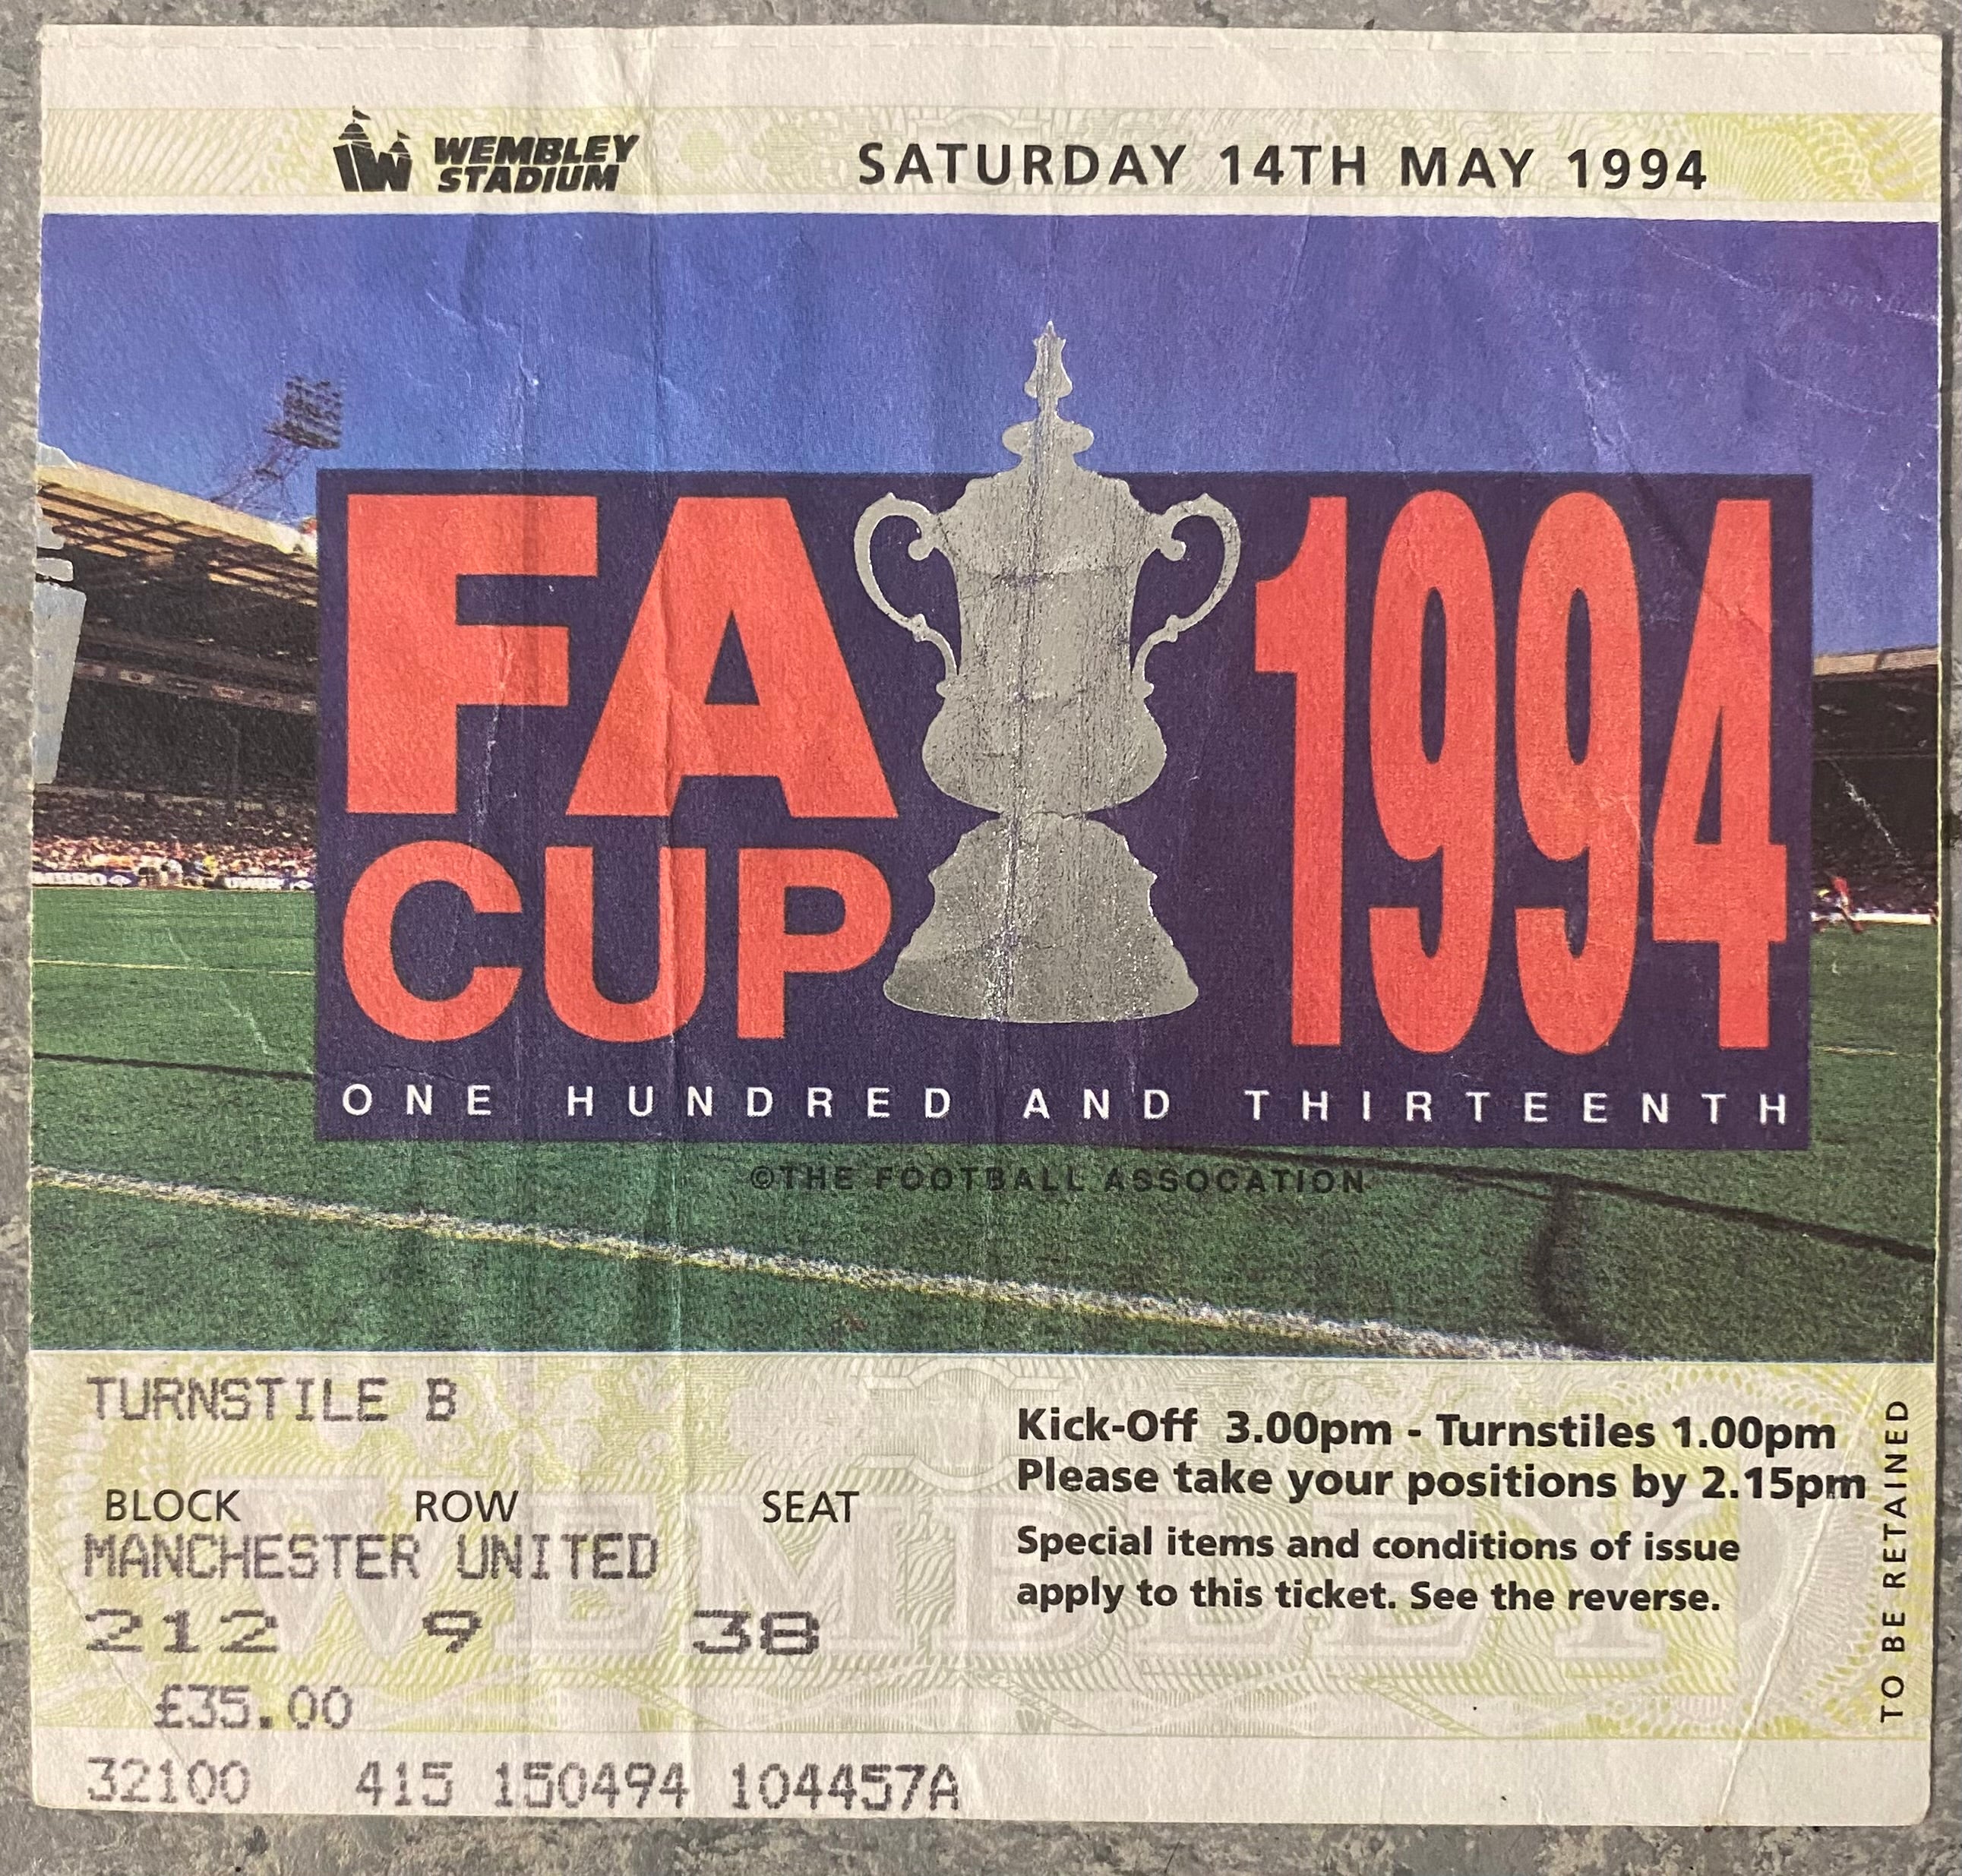 WEMBLEY
STADIUM
SATURDAY 14TH MAY 1994
FA
CUP
1994
ONE HUNDRED AND THIRTEENTH
©THE FOOTBALL ASSOCATION
TURNSTILE B
BLOCK ROW SEAT
MANCHESTER UNITED
212 9 38
£35.00
32100 415 150494 104457A
Kick-Off 3.00pm - Turnstiles 1.00pm
Please take your positions by 2.15pm
Special items and conditions of issue
apply to this ticket. See the reverse.
TO BE RETAINED
WEMBLEY